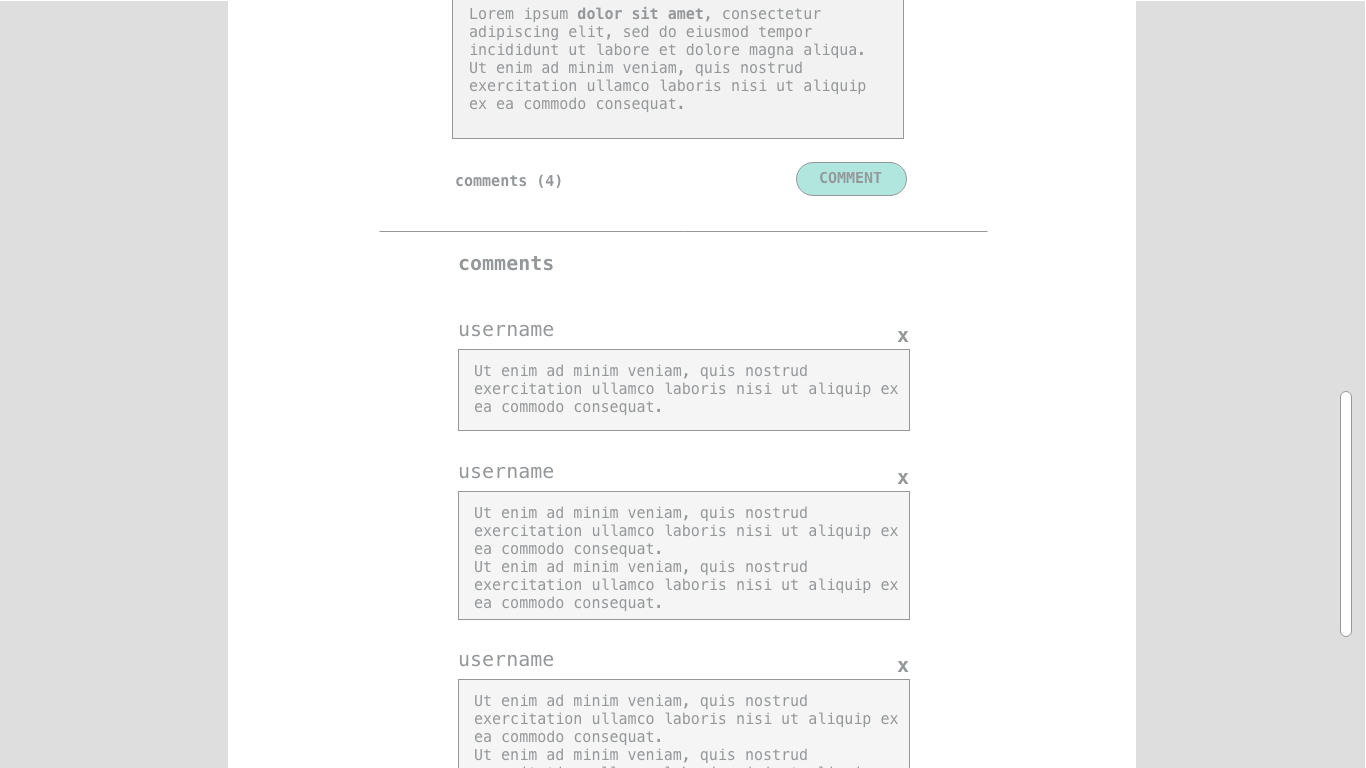 Lorem ipsum dolor sit amet, consectetur
adipiscing elit, sed do eiusmod tempor
incididunt ut labore et dolore magna aliqua.
Ut enim ad minim veniam, quis nostrud
exercitation ullamco laboris nisi ut aliquip
ex ea commodo consequat.
comments (4)
COMMENT
comments
username
x
Ut enim ad minim veniam, quis nostrud
exercitation ullamco laboris nisi ut aliquip ex
ea commodo consequat.
username
x
Ut enim ad minim veniam, quis nostrud
exercitation ullamco laboris nisi ut aliquip ex
ea commodo consequat.
Ut enim ad minim veniam, quis nostrud
exercitation ullamco laboris nisi ut aliquip ex
ea commodo consequat.
username
x
Ut enim ad minim veniam, quis nostrud
exercitation ullamco laboris nisi ut aliquip ex
ea commodo consequat.
Ut enim ad minim veniam, quis nostrud